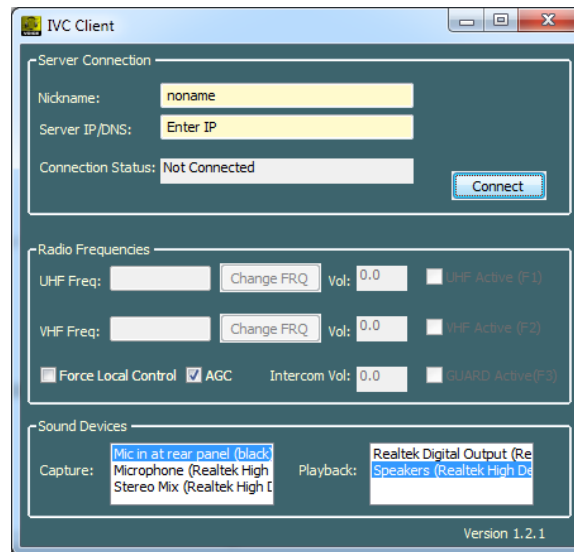 IVC Client
Server Connection
Nickname: noname
Server IP/DNS: Enter IP
Connection Status: Not Connected
Connect
Radio Frequencies
UHF Freq: Change FRQ Vol: 0.0 UHF Active (F1)
VHF Freq: Change FRQ Vol: 0.0 VHF Active (F2)
Force Local Control AGC Intercom Vol: 0.0 GUARD Active(F3)
Sound Devices
Capture: Mic in at rear panel (black)
Microphone (Realtek High
Stereo Mix (Realtek High D
Playback: Realtek Digital Output (Re
Speakers (Realtek High De
Version 1.2.1